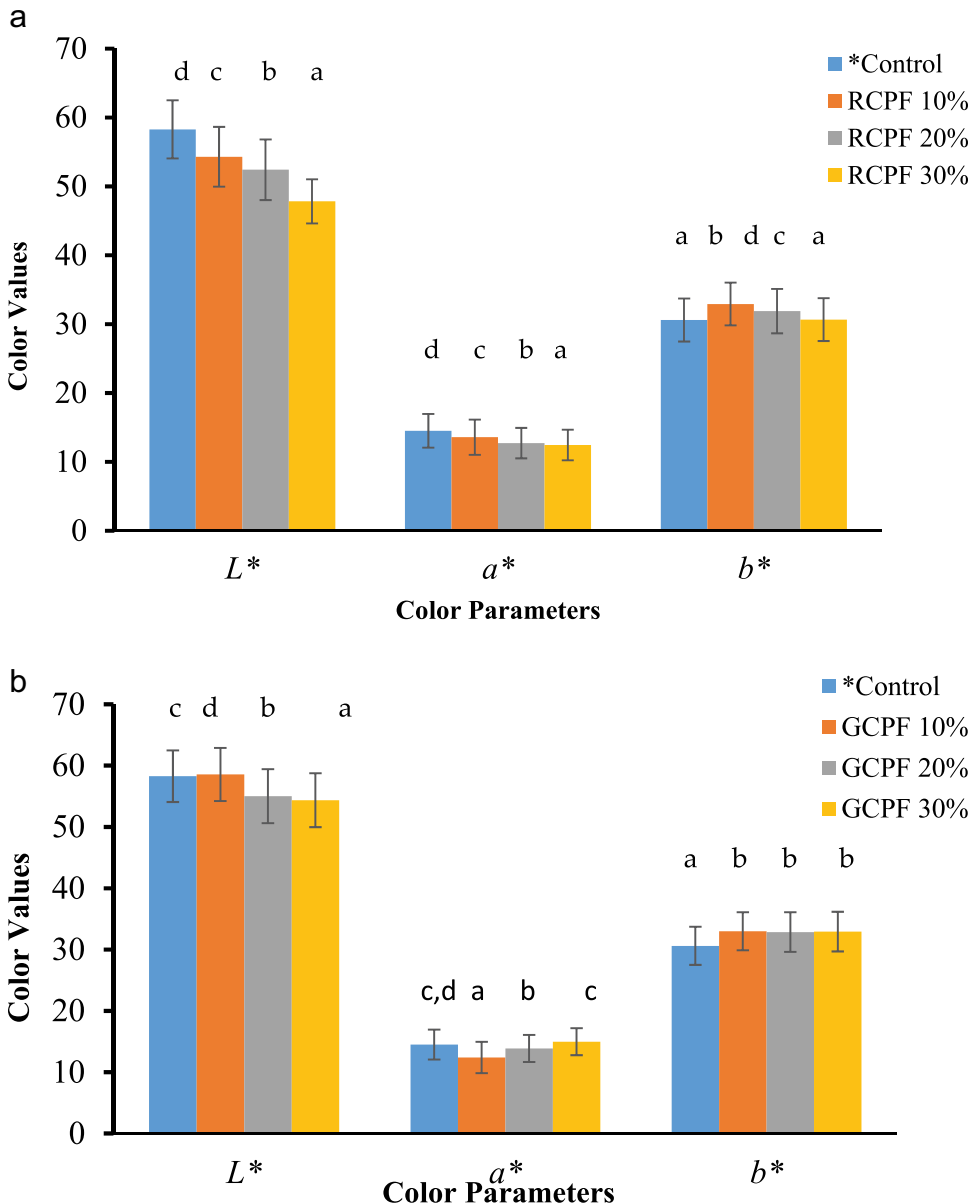 a
70
60
50
40
30
20
10
0
Color Values
d c b a
d c b a
a b d c a
*Control
RCPF 10%
RCPF 20%
RCPF 30%
L* a* b*
Color Parameters
b
70
60
50
40
30
20
10
0
Color Values
c d b a
c,d a b c
a b b b
*Control
GCPF 10%
GCPF 20%
GCPF 30%
L* a* b*
Color Parameters